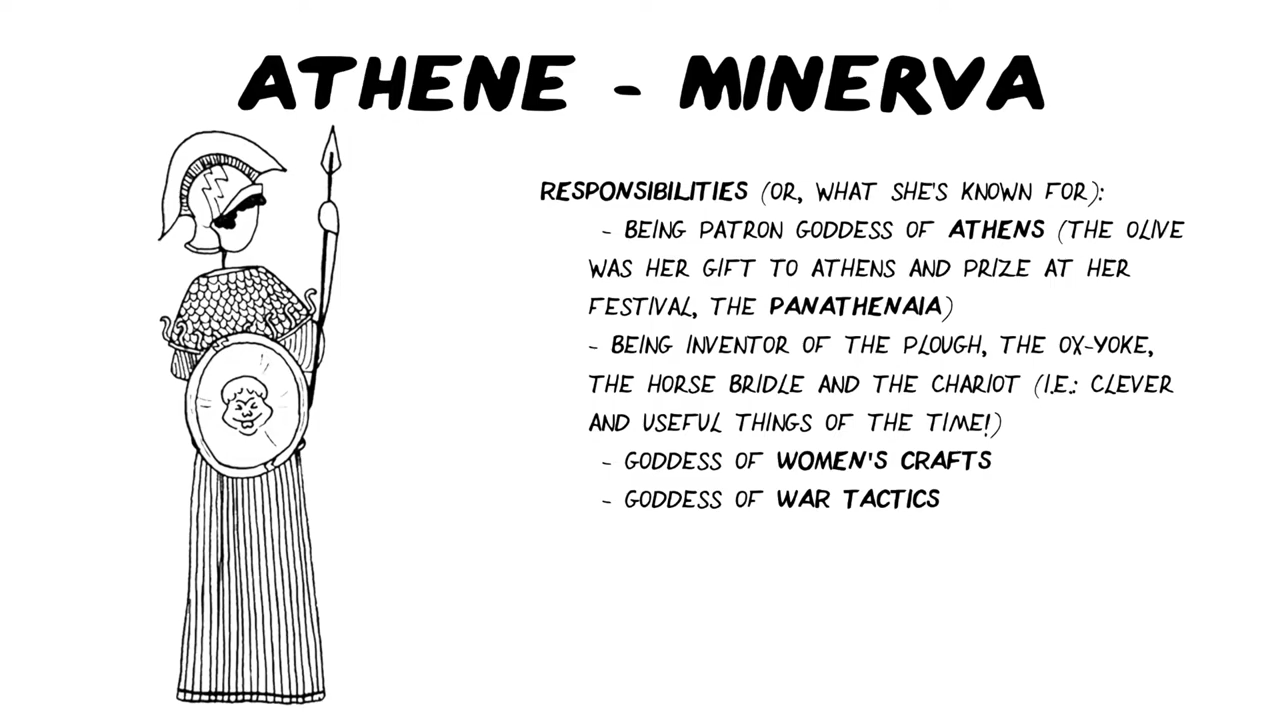 ATHENE - MINERVA
RESPONSIBILITIES (OR, WHAT SHE'S KNOWN FOR):
- BEING PATRON GODDESS OF ATHENS (THE OLIVE
WAS HER GIFT TO ATHENS AND PRIZE AT HER
FESTIVAL, THE PANATHENAIA)
- BEING INVENTOR OF THE PLOUGH, THE OX-YOKE,
THE HORSE BRIDLE AND THE CHARIOT (I.E.: CLEVER
AND USEFUL THINGS OF THE TIME!)
- GODDESS OF WOMEN'S CRAFTS
- GODDESS OF WAR TACTICS